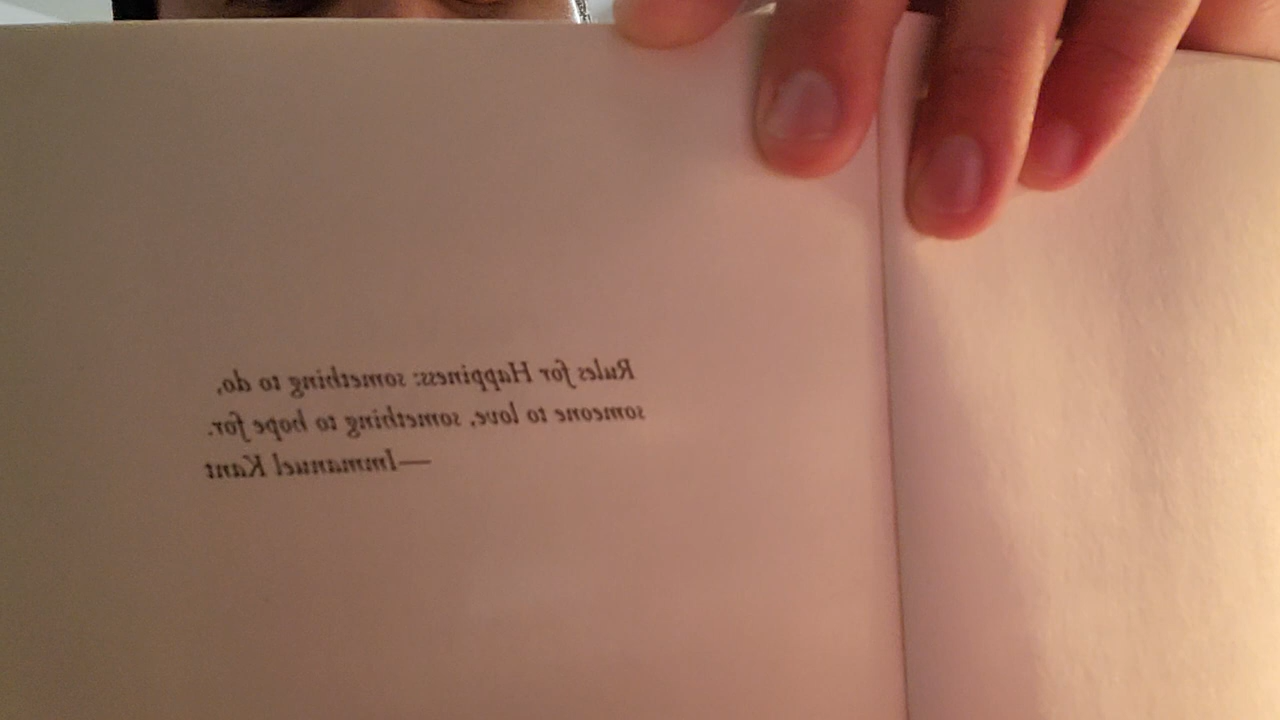 Rules for Happiness: something to do,
someone to love, something to hope for.
—Immanuel Kant